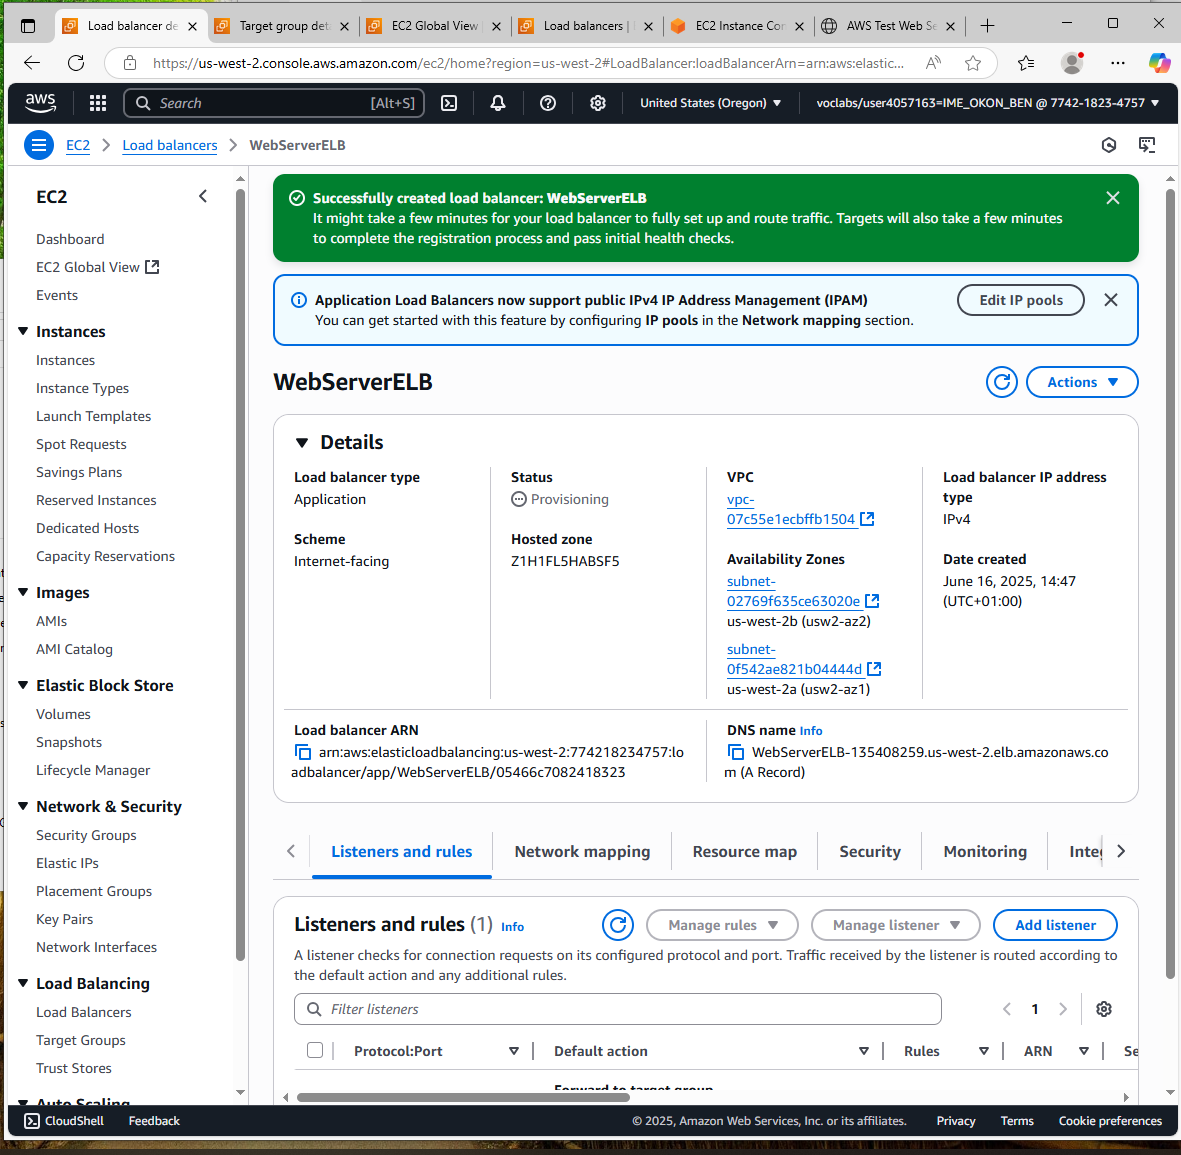 Load balancer de
Target group det
EC2 Global View
Load balancers |
EC2 Instance Con
AWS Test Web Se
https://us-west-2.console.aws.amazon.com/ec2/home?region=us-west-2#LoadBalancer:loadBalancerArn=arn:aws:elastic...
aws
Search [Alt+S]
United States (Oregon)
voclabs/user4057163=IME_OKON_BEN @ 7742-1823-4757
EC2
Load balancers
WebServerELB
EC2
Dashboard
EC2 Global View
Events
Instances
Instances
Instance Types
Launch Templates
Spot Requests
Savings Plans
Reserved Instances
Dedicated Hosts
Capacity Reservations
Images
AMIs
AMI Catalog
Elastic Block Store
Volumes
Snapshots
Lifecycle Manager
Network & Security
Security Groups
Elastic IPs
Placement Groups
Key Pairs
Network Interfaces
Load Balancing
Load Balancers
Target Groups
Trust Stores
Auto Scaling
Successfully created load balancer: WebServerELB
It might take a few minutes for your load balancer to fully set up and route traffic. Targets will also take a few minutes
to complete the registration process and pass initial health checks.
Application Load Balancers now support public IPv4 IP Address Management (IPAM)
You can get started with this feature by configuring IP pools in the Network mapping section.
Edit IP pools
WebServerELB
Actions
Details
Load balancer type
Application
Scheme
Internet-facing
Status
Provisioning
Hosted zone
Z1H1FL5HABSF5
VPC
vpc-
07c55e1ecbffb1504
Availability Zones
subnet-
02769f635ce63020e
us-west-2b (usw2-az2)
subnet-
0f542ae821b04444d
us-west-2a (usw2-az1)
Load balancer IP address
type
IPv4
Date created
June 16, 2025, 14:47
(UTC+01:00)
Load balancer ARN
arn:aws:elasticloadbalancing:us-west-2:774218234757:lo
adbalancer/app/WebServerELB/05466c7082418323
DNS name Info
WebServerELB-135408259.us-west-2.elb.amazonaws.co
m (A Record)
Listeners and rules
Network mapping
Resource map
Security
Monitoring
Integ
Listeners and rules (1) Info
Manage rules
Manage listener
Add listener
A listener checks for connection requests on its configured protocol and port. Traffic received by the listener is routed according to
the default action and any additional rules.
Filter listeners
1
Protocol:Port
Default action
Rules
ARN
Se
Forward to target group
CloudShell
Feedback
© 2025, Amazon Web Services, Inc. or its affiliates.
Privacy
Terms
Cookie preferences